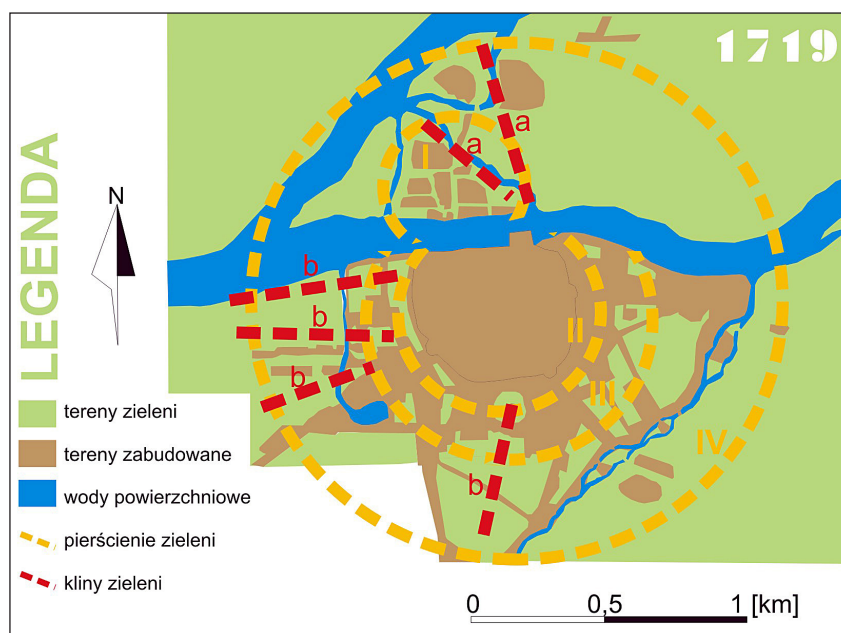 1719
LEGENDA
N
a
a
I
b
b
b
b
II
III
IV
tereny zieleni
tereny zabudowane
wody powierzchniowe
pierścienie zieleni
kliny zieleni
0 0,5 1 [km]